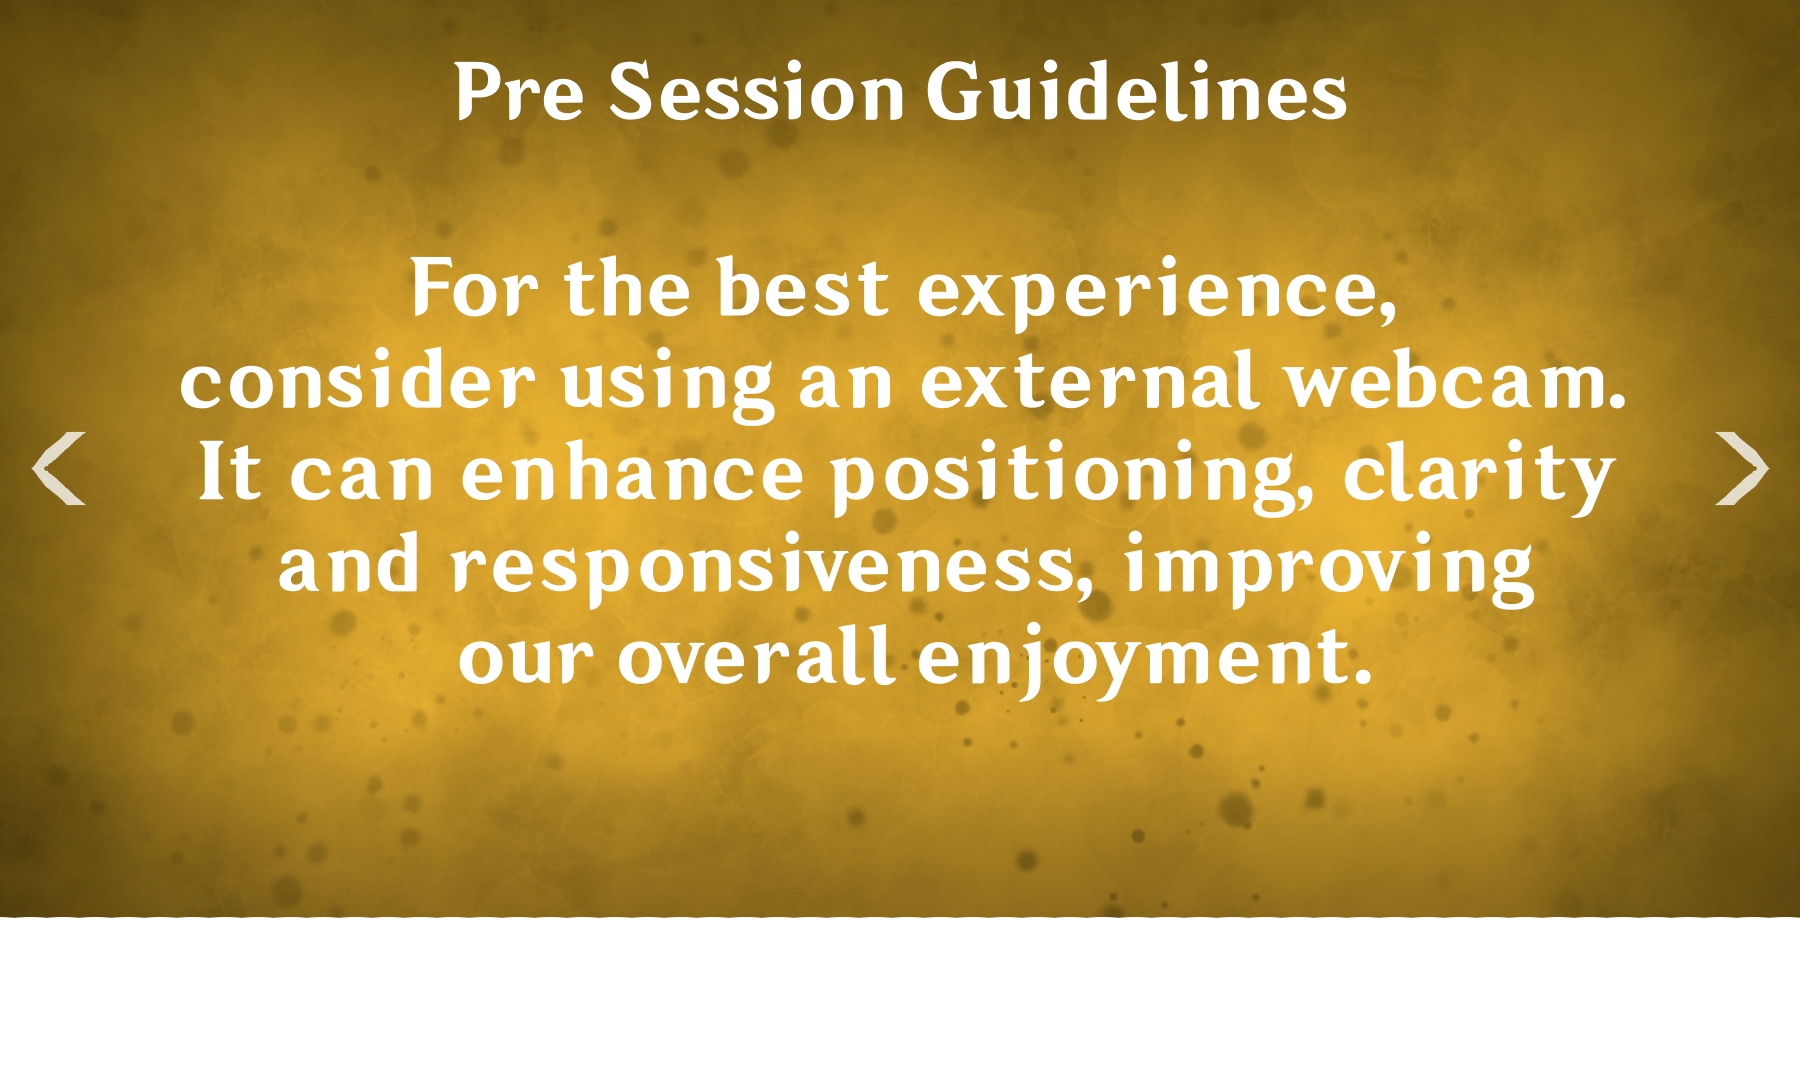 Pre Session Guidelines
For the best experience,
consider using an external webcam.
It can enhance positioning, clarity
and responsiveness, improving
our overall enjoyment.